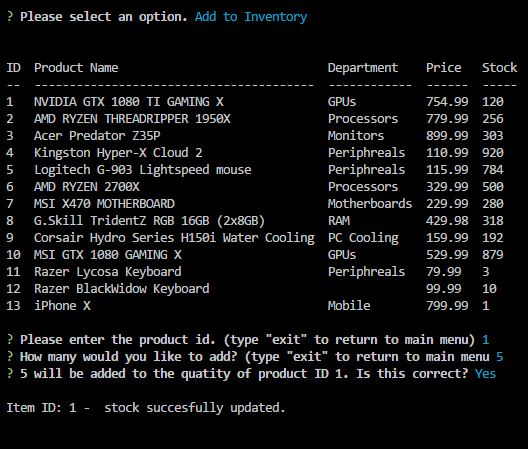 ? Please select an option. Add to Inventory
ID  Product Name                            Department    Price   Stock
--  --------------------------------------  ------------  ------  -----
1   NVIDIA GTX 1080 TI GAMING X             GPUs          754.99  120
2   AMD RYZEN THREADRIPPER 1950X            Processors    779.99  256
3   Acer Predator Z35P                      Monitors      899.99  303
4   Kingston Hyper-X Cloud 2                Periphreals   110.99  920
5   Logitech G-903 Lightspeed mouse         Periphreals   115.99  784
6   AMD RYZEN 2700X                         Processors    329.99  500
7   MSI X470 MOTHERBOARD                    Motherboards  229.99  280
8   G.Skill TridentZ RGB 16GB (2x8GB)       RAM           429.98  318
9   Corsair Hydro Series H150i Water Cooling  PC Cooling    159.99  192
10  MSI GTX 1080 GAMING X                   GPUs          529.99  879
11  Razer Lycosa Keyboard                   Periphreals   79.99   3
12  Razer BlackWidow Keyboard                             99.99   10
13  iPhone X                                Mobile        799.99  1
? Please enter the product id. (type "exit" to return to main menu) 1
? How many would you like to add? (type "exit" to return to main menu 5
? 5 will be added to the quatity of product ID 1. Is this correct? Yes
Item ID: 1 -  stock succesfully updated.